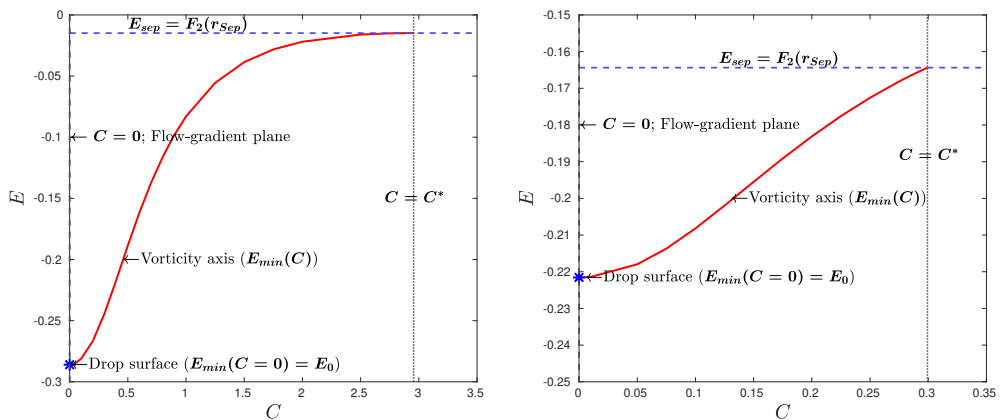 0
-0.05
-0.1
-0.15
-0.2
-0.25
-0.3
E
E_sep = F_2(r_Sep)
C = 0; Flow-gradient plane
C = C*
Vorticity axis (E_min(C))
Drop surface (E_min(C = 0) = E_0)
0 0.5 1 1.5 2 2.5 3 3.5
C
-0.15
-0.16
-0.17
-0.18
-0.19
-0.2
-0.21
-0.22
-0.23
-0.24
-0.25
E
E_sep = F_2(r_Sep)
C = 0; Flow-gradient plane
C = C*
Vorticity axis (E_min(C))
Drop surface (E_min(C = 0) = E_0)
0 0.05 0.1 0.15 0.2 0.25 0.3 0.35
C